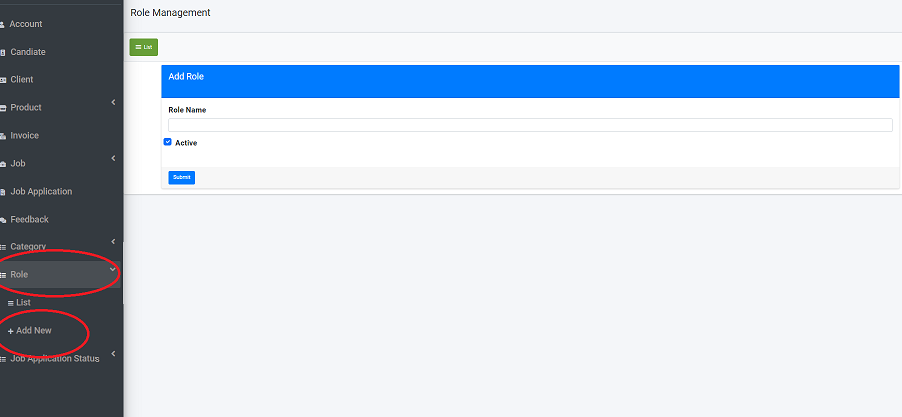 Role Management
Account
Candiate
Client
Product
Invoice
Job
Job Application
Feedback
Category
Role
List
Add New
Job Application Status
List
Add Role
Role Name
Active
Submit